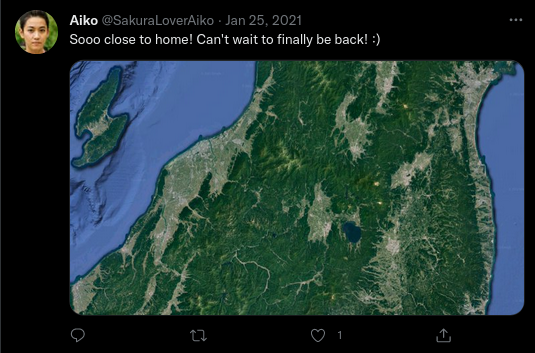 Aiko @SakuraLoverAiko · Jan 25, 2021
Sooo close to home! Can't wait to finally be back! :)
1